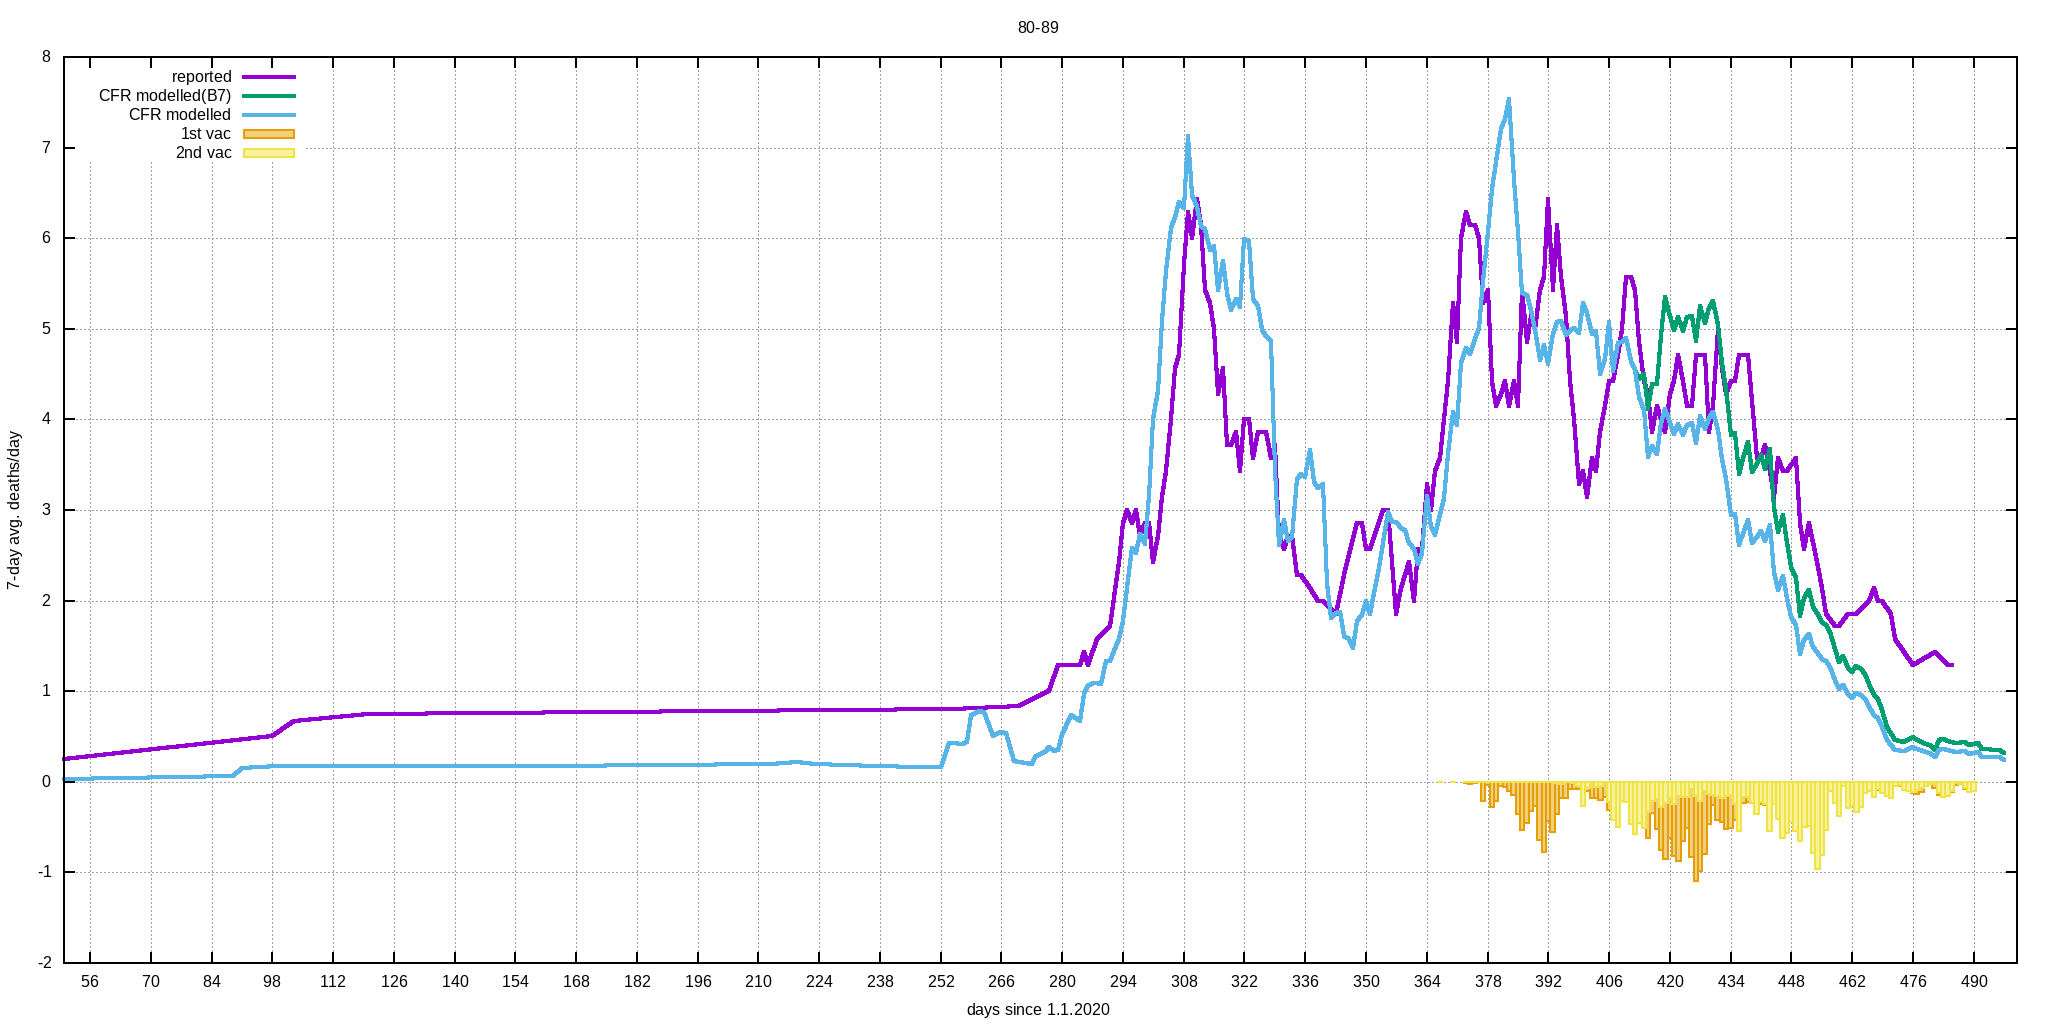 80-89
8
7
6
5
4
3
2
1
0
-1
-2
7-day avg. deaths/day
reported
CFR modelled(B7)
CFR modelled
1st vac
2nd vac
56 70 84 98 112 126 140 154 168 182 196 210 224 238 252 266 280 294 308 322 336 350 364 378 392 406 420 434 448 462 476 490
days since 1.1.2020